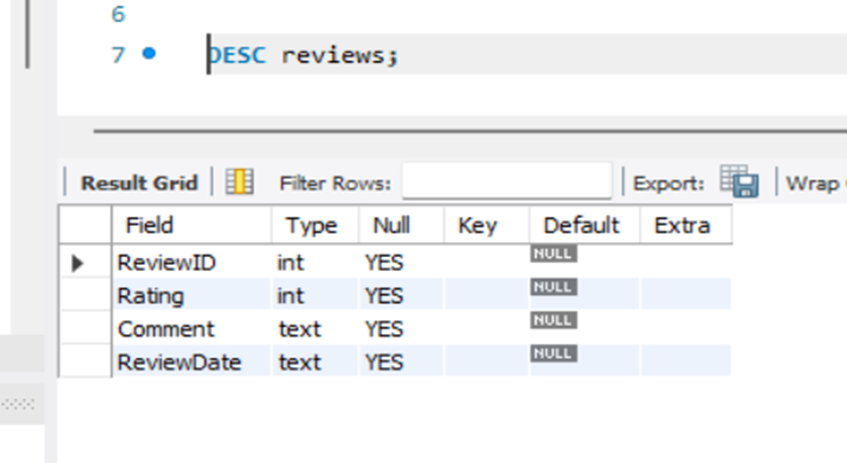 6
7 DESC reviews;
Result Grid Filter Rows: Export: Wrap
Field Type Null Key Default Extra
ReviewID int YES NULL
Rating int YES NULL
Comment text YES NULL
ReviewDate text YES NULL